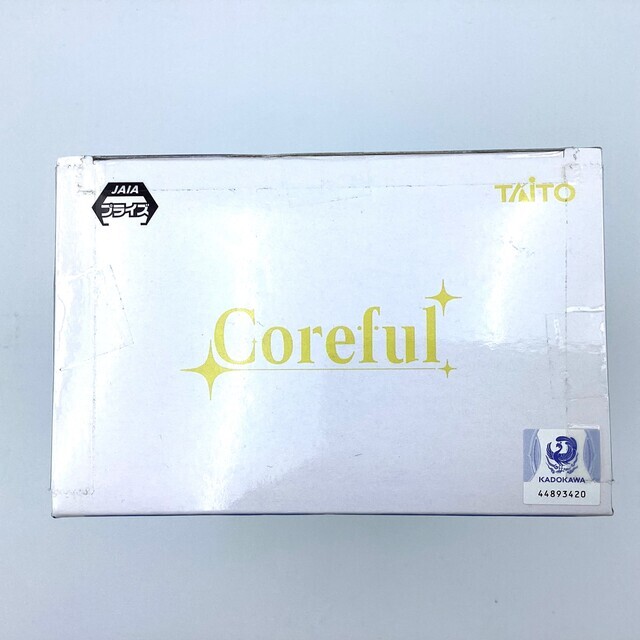 JAIA
プライズ
TAITO
Coreful
KADOKAWA
44893420